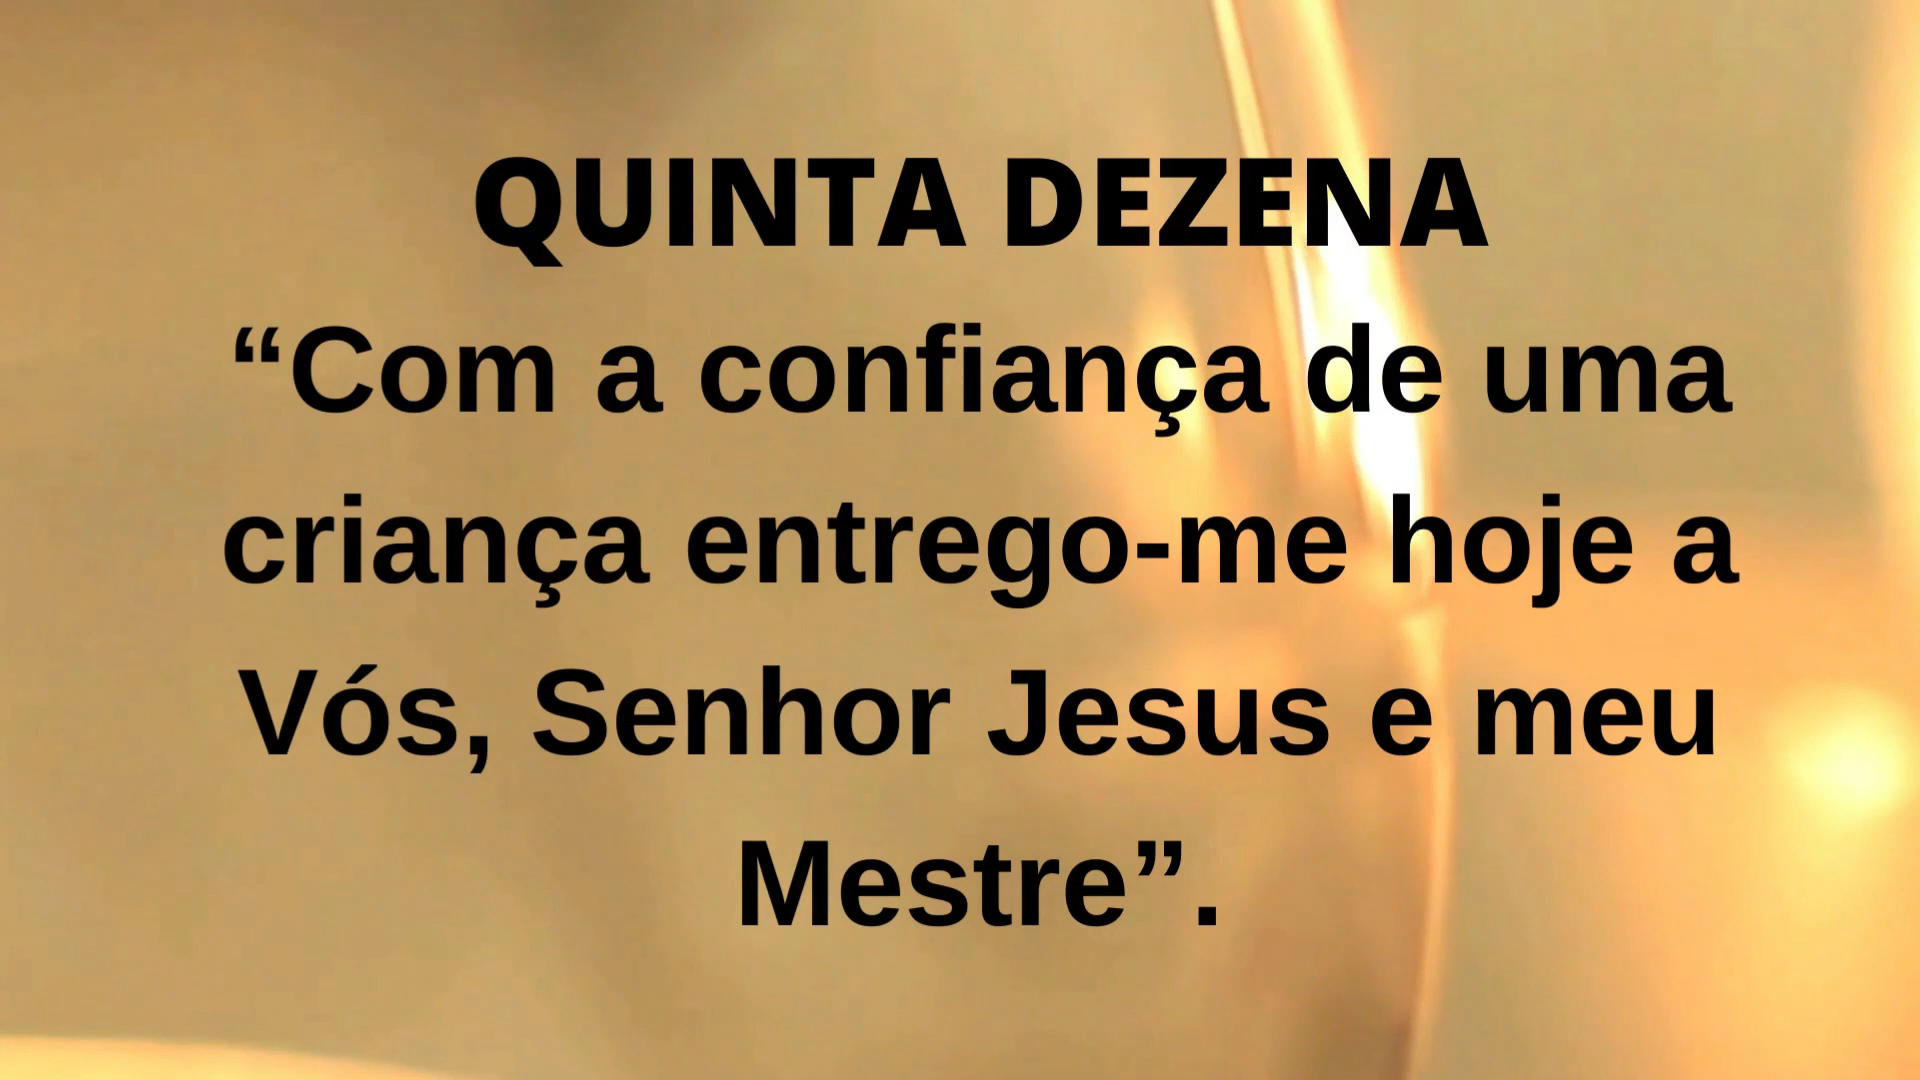 QUINTA DEZENA
“Com a confiança de uma
criança entrego-me hoje a
Vós, Senhor Jesus e meu
Mestre”.